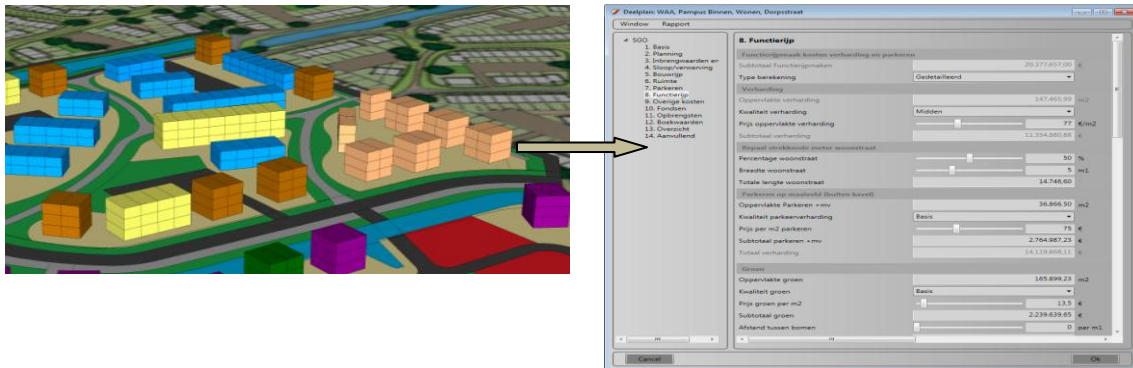 Deelplan: WAA, Pampus Binnen, Wonen, Dorpsstraat
Window Rapport
SGO
1. Basis
2. Planning
3. Inbrengwaarden er
4. Sloop/verwerving
5. Bouwrijp
6. Ruimte
7. Parkeren
8. Functierijp
9. Overige kosten
10. Fondsen
11. Opbrengsten
12. Boekwaarden
13. Overzicht
14. Aanvullend
8. Functierijp
Functierijpmaak kosten verharding en parkeren
Subtotaal Functierijpmaken 20.377.657,00 €
Type berekening Gedetailleerd
Verharding
Oppervlakte verharding 147.465,99 m2
Kwaliteit verharding Midden
Prijs oppervlakte verharding 77 €/m2
Subtotaal verharding 11.354.880,88 €
Bepaal strekkende meter woonstraat
Percentage woonstraat 50 %
Breedte woonstraat 5 m1
Totale lengte woonstraat 14.746,60
Parkeren op maaiveld (buiten kavel)
Oppervlakte Parkeren +mv 36.866,50 m2
Kwaliteit parkeerverharding Basis
Prijs per m2 parkeren 75 €
Subtotaal parkeren +mv 2.764.987,23 €
Totaal verharding 14.119.868,11 €
Groen
Oppervlakte groen 165.899,23 m2
Kwaliteit groen Basis
Prijs groen per m2 13,5 €
Subtotaal groen 2.239.639,65 €
Afstand tussen bomen 0 per m1
Cancel Ok